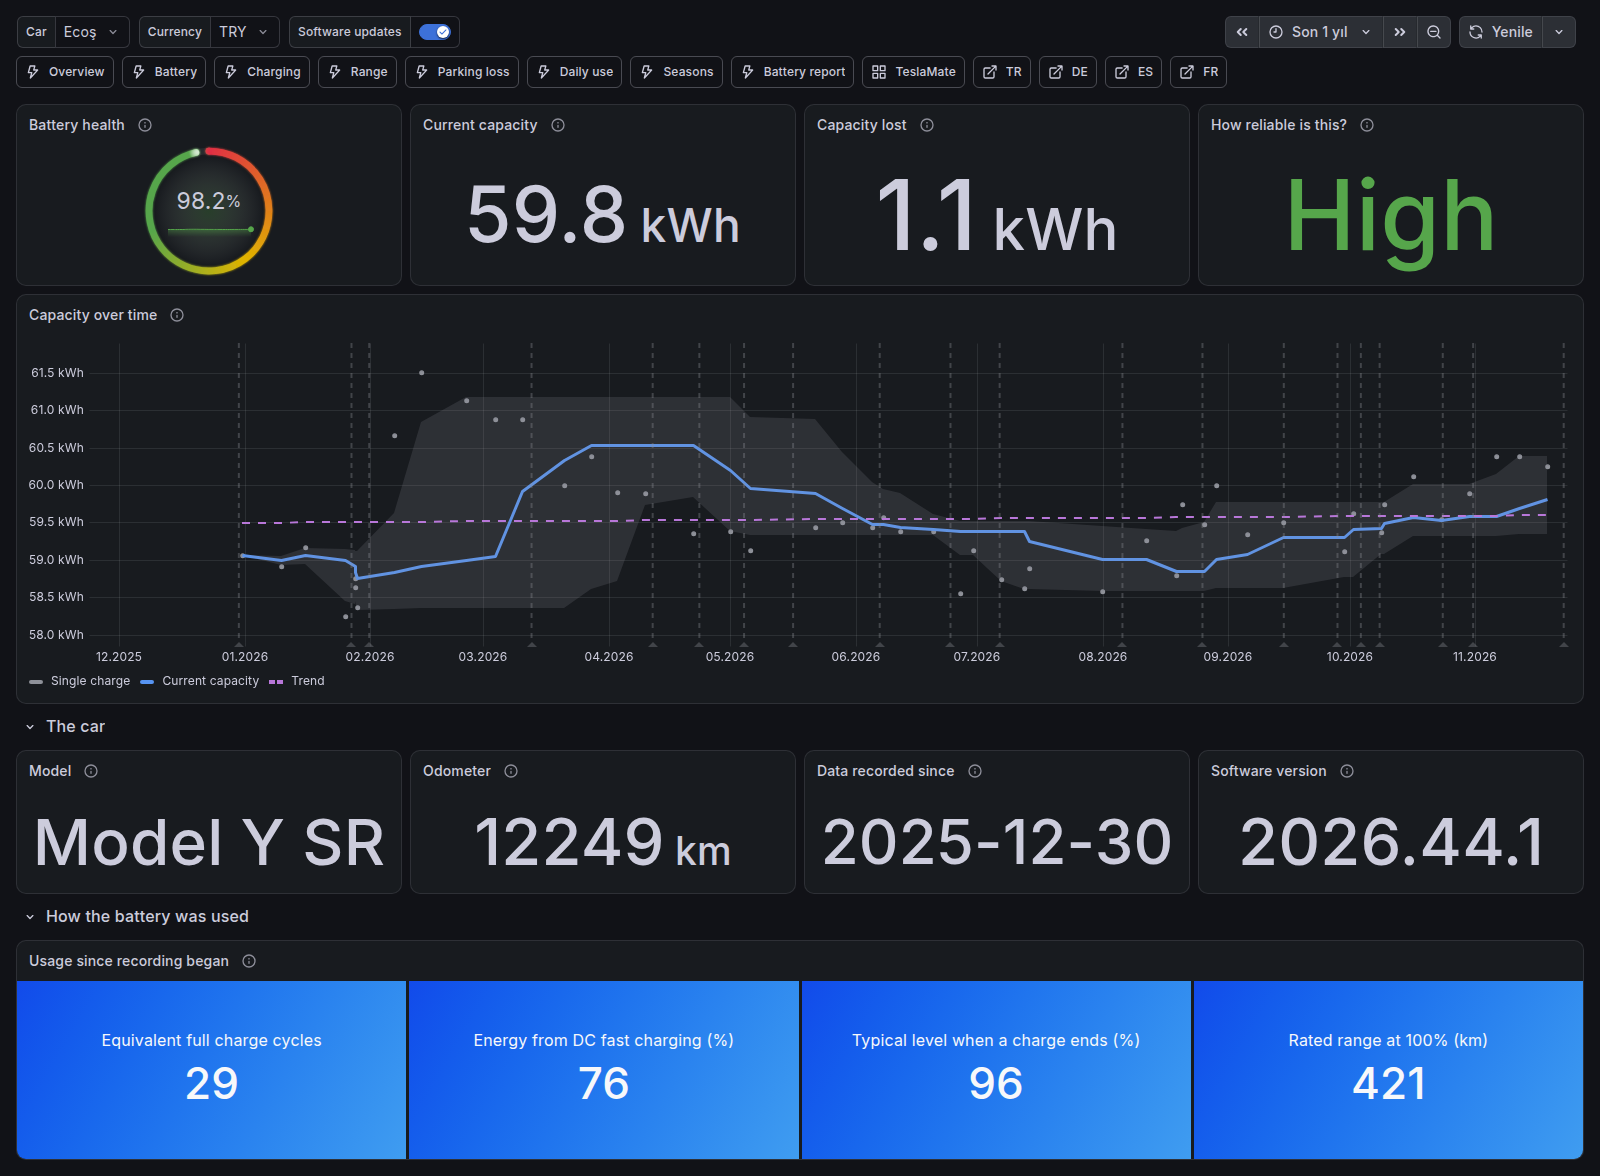 Car Ecoş Currency TRY Software updates Son 1 yıl Yenile
Overview Battery Charging Range Parking loss Daily use Seasons Battery report TeslaMate TR DE ES FR
Battery health Current capacity Capacity lost How reliable is this?
98.2% 59.8 kWh 1.1 kWh High
Capacity over time
61.5 kWh
61.0 kWh
60.5 kWh
60.0 kWh
59.5 kWh
59.0 kWh
58.5 kWh
58.0 kWh
12.2025 01.2026 02.2026 03.2026 04.2026 05.2026 06.2026 07.2026 08.2026 09.2026 10.2026 11.2026
Single charge Current capacity Trend
The car
Model Odometer Data recorded since Software version
Model Y SR 12249 km 2025-12-30 2026.44.1
How the battery was used
Usage since recording began
Equivalent full charge cycles Energy from DC fast charging (%) Typical level when a charge ends (%) Rated range at 100% (km)
29 76 96 421